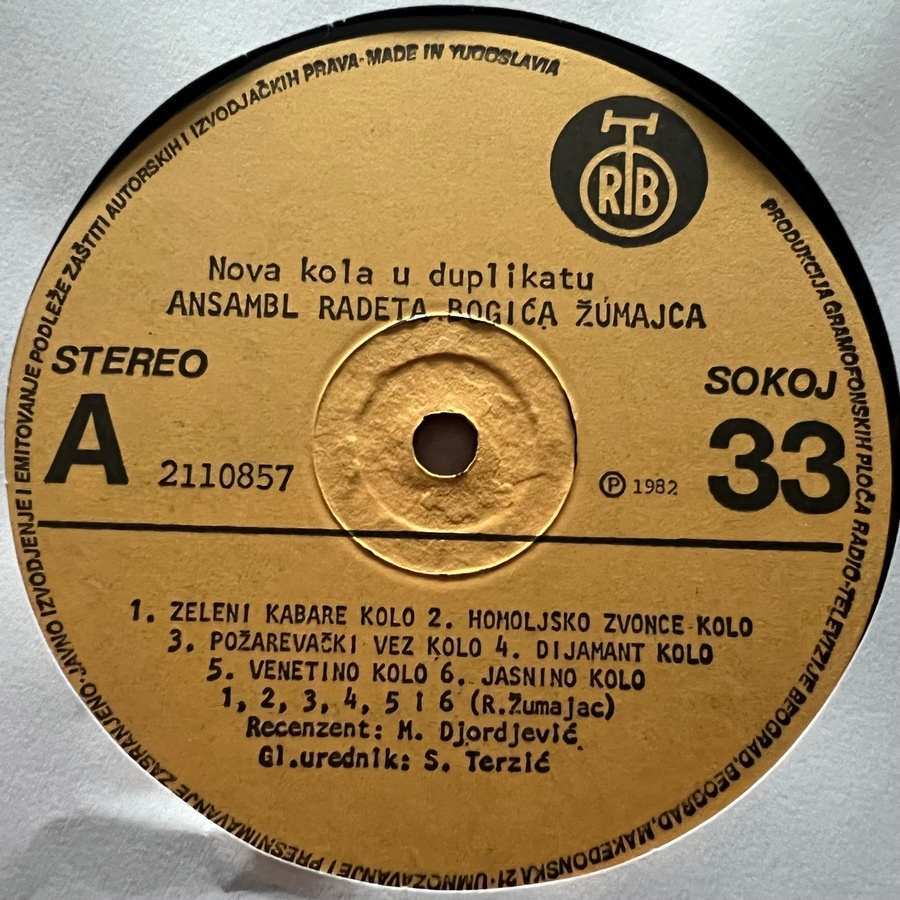 RTB
Nova kola u duplikatu
ANSAMBL RADETA BOGIĆA ŽUMAJCA
STEREO
SOKOJ
A
33
2110857
Ⓟ 1982
1. ZELENI KABARE KOLO 2. HOMOLJSKO ZVONCE KOLO
3. POŽAREVAČKI VEZ KOLO 4. DIJAMANT KOLO
5. VENETINO KOLO 6. JASNINO KOLO
1, 2, 3, 4, 5 I 6 (R.Žumajac)
Recenzent: M. Djordjević
Gl.urednik: S. Terzić
PRODUKCIJA GRAMOFONSKIH PLOČA RADIO-TELEVIZIJE BEOGRAD, BEOGRAD, MAKEDONSKA 21 · UMNOŽAVANJE I PRESNIMAVANJE ZABRANJENO · JAVNO IZVODJENJE I EMITOVANJE PODLEŽE ZAŠTITI AUTORSKIH I IZVODJAČKIH PRAVA · MADE IN YUGOSLAVIA